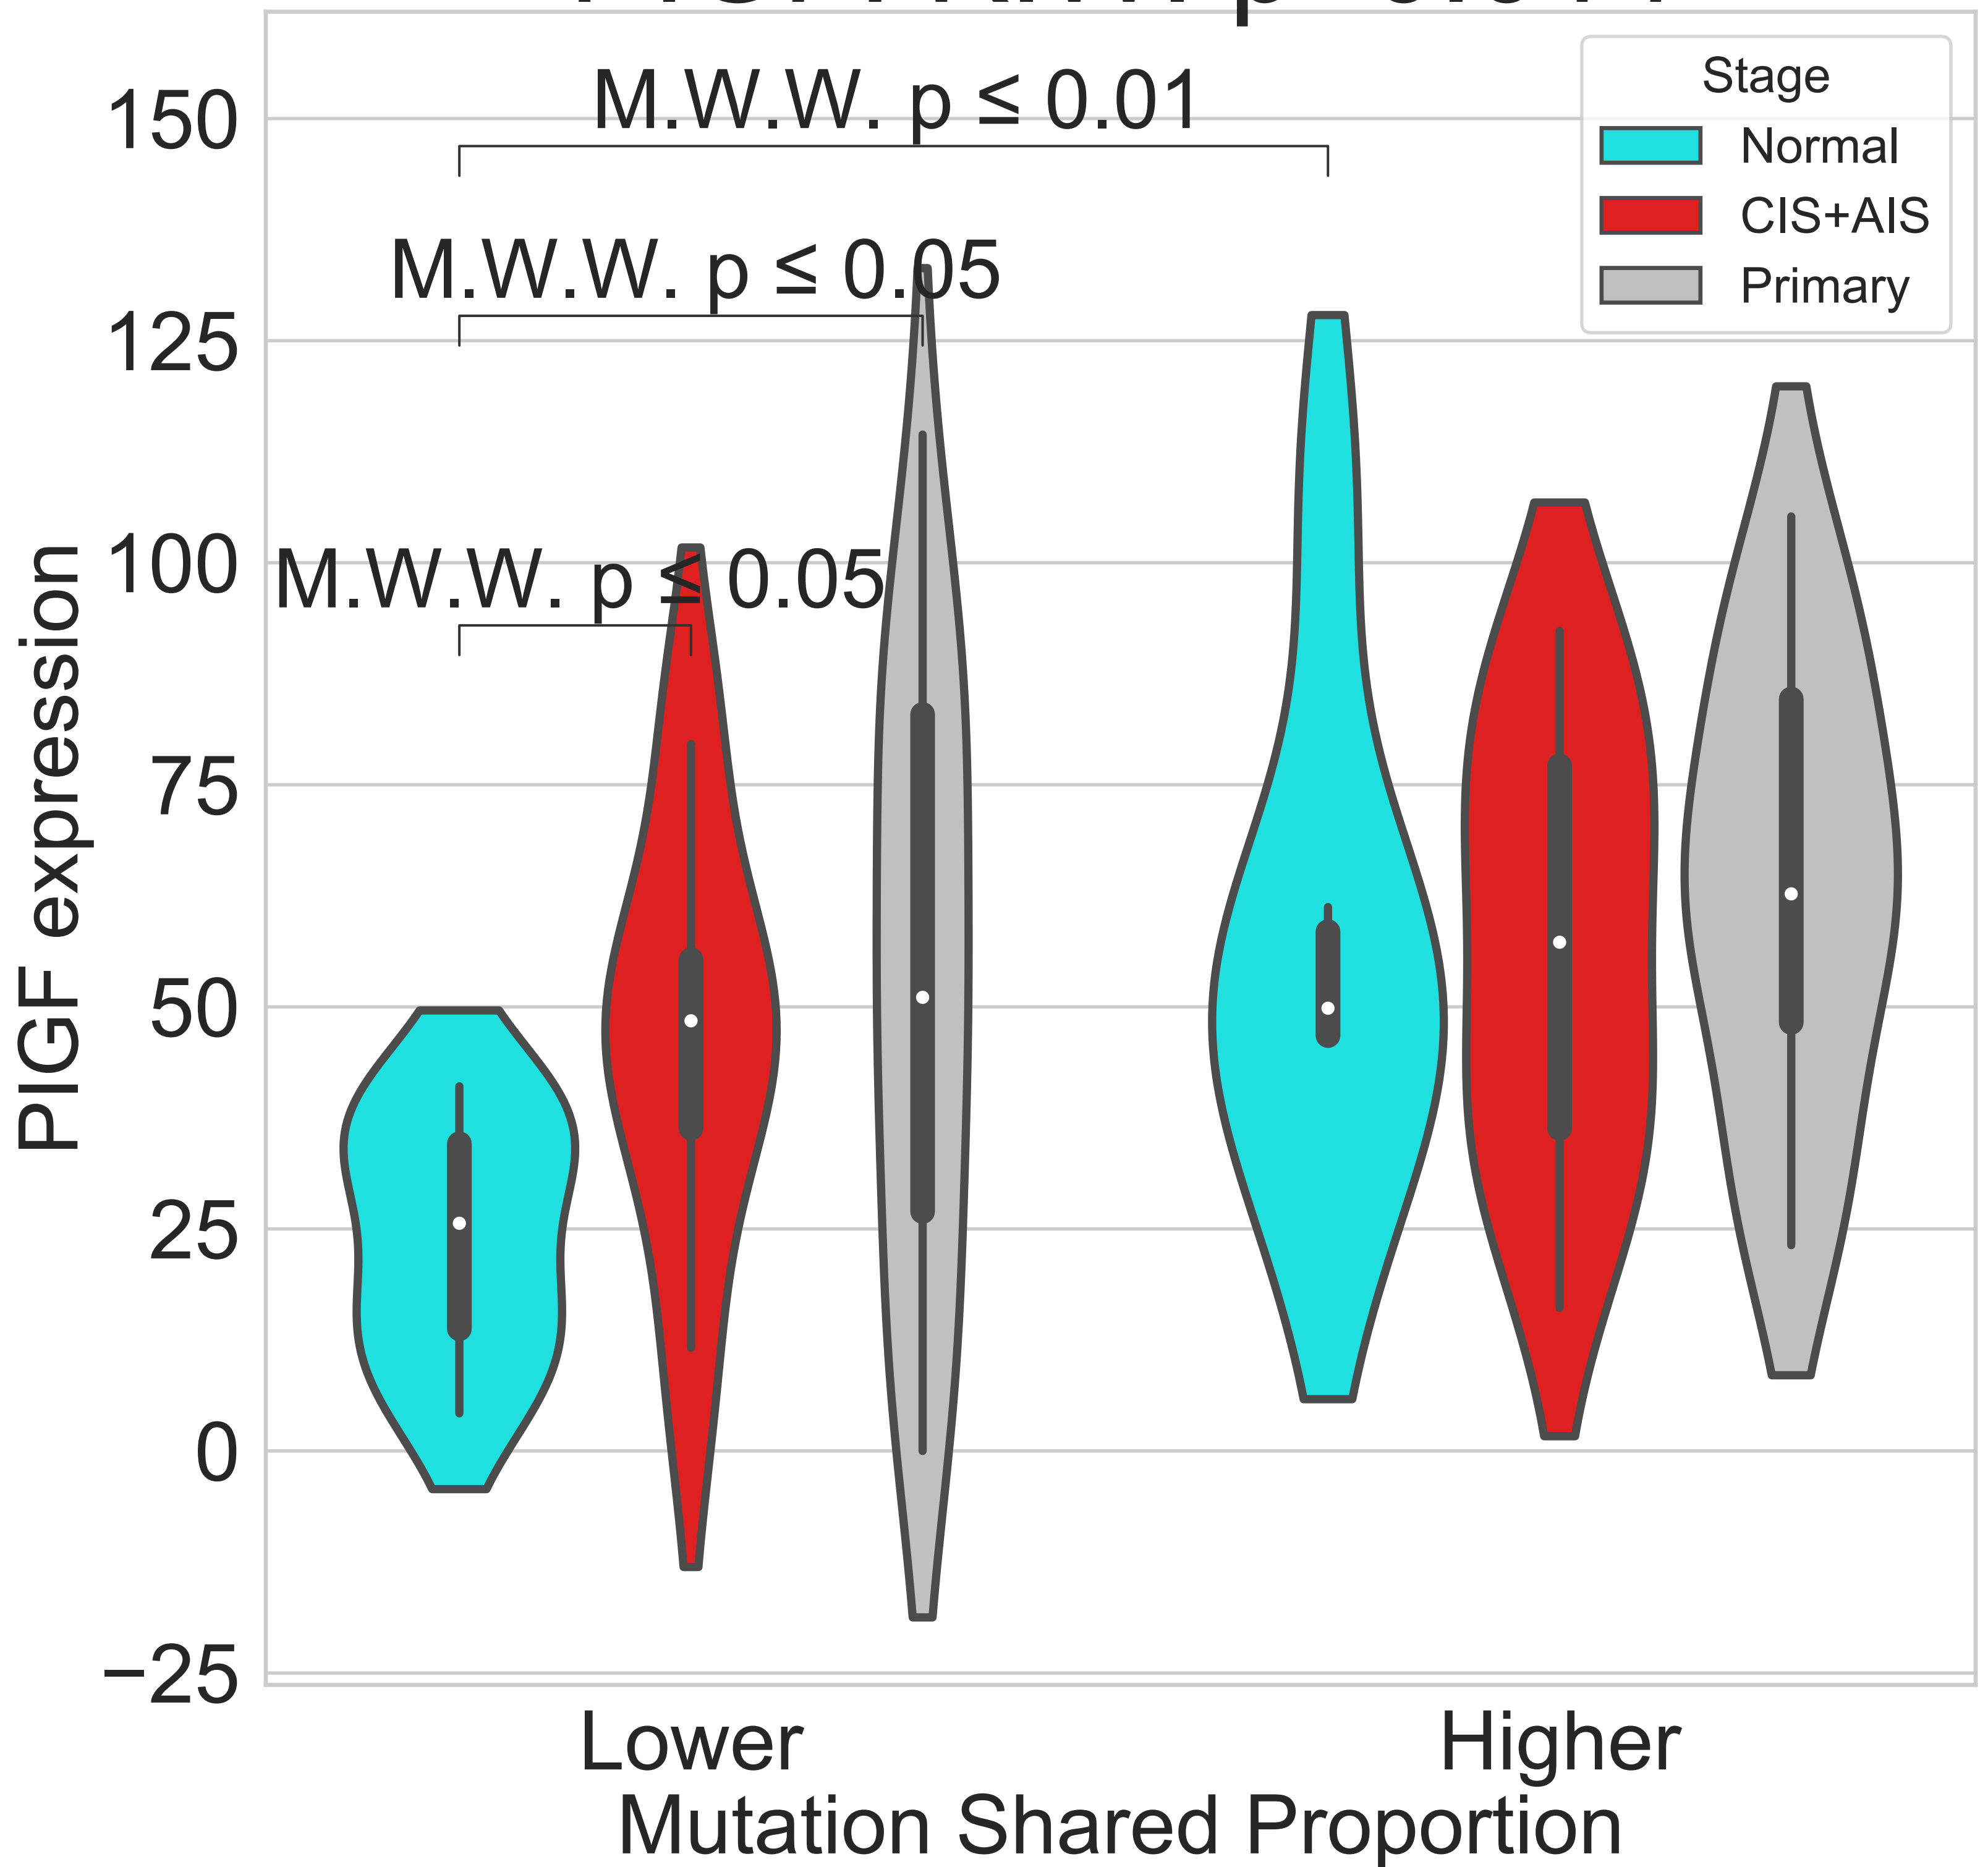 M.W.W. p ≤ 0.01
M.W.W. p ≤ 0.05
M.W.W. p ≤ 0.05
Stage
Normal
CIS+AIS
Primary
PIGF expression
150
125
100
75
50
25
0
−25
Lower
Higher
Mutation Shared Proportion